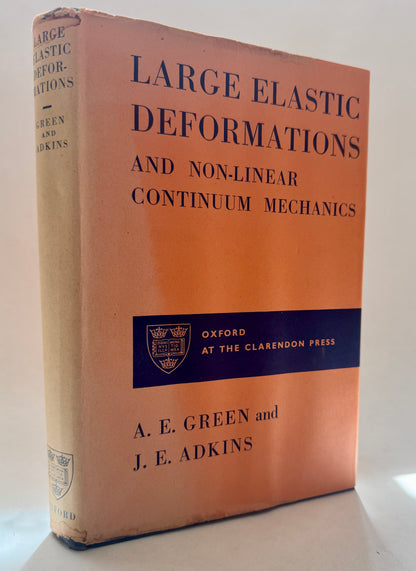 LARGE
ELASTIC
DEFOR-
MATIONS
GREEN
AND
ADKINS
OXFORD
LARGE ELASTIC
DEFORMATIONS
AND NON-LINEAR
CONTINUUM MECHANICS
OXFORD
AT THE CLARENDON PRESS
A. E. GREEN and
J. E. ADKINS